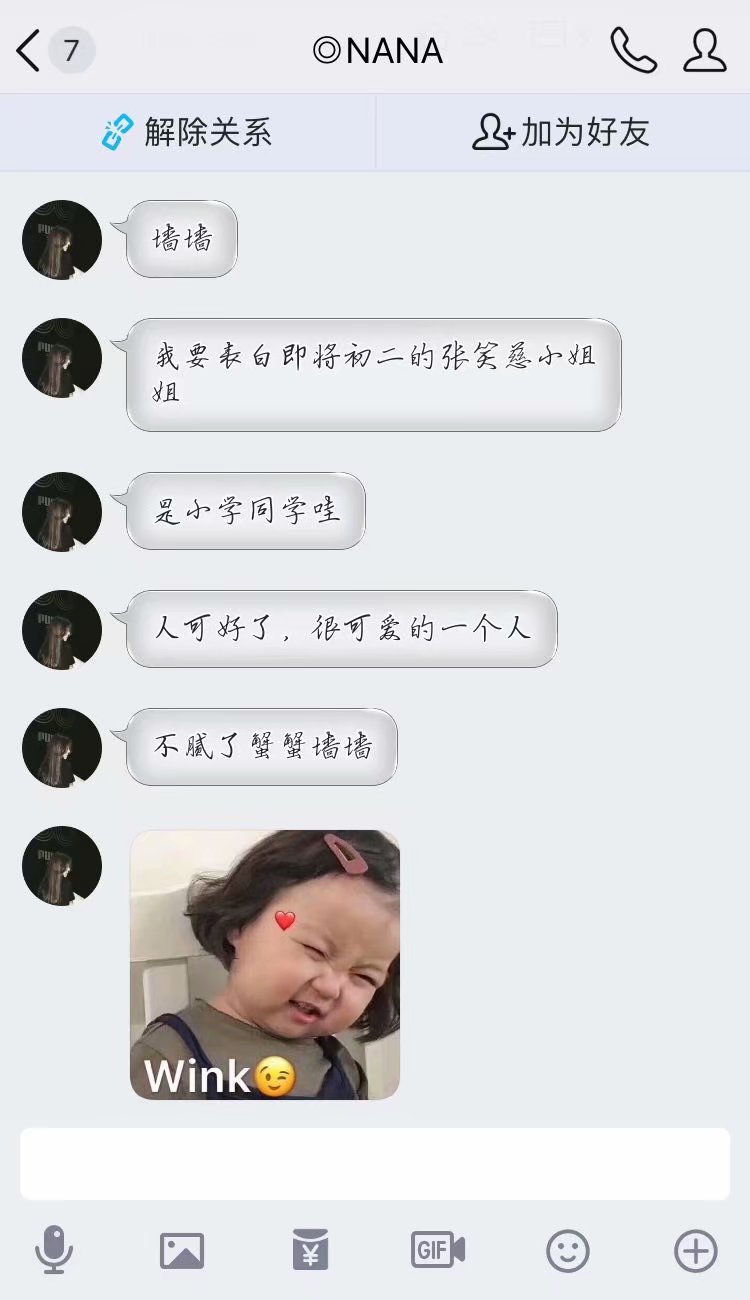 7
◎NANA
解除关系
加为好友
墙墙
我要表白即将初二的张笑慈小姐
姐
是小学同学哇
人可好了，很可爱的一个人
不腻了蟹蟹墙墙
Wink😉
GIF